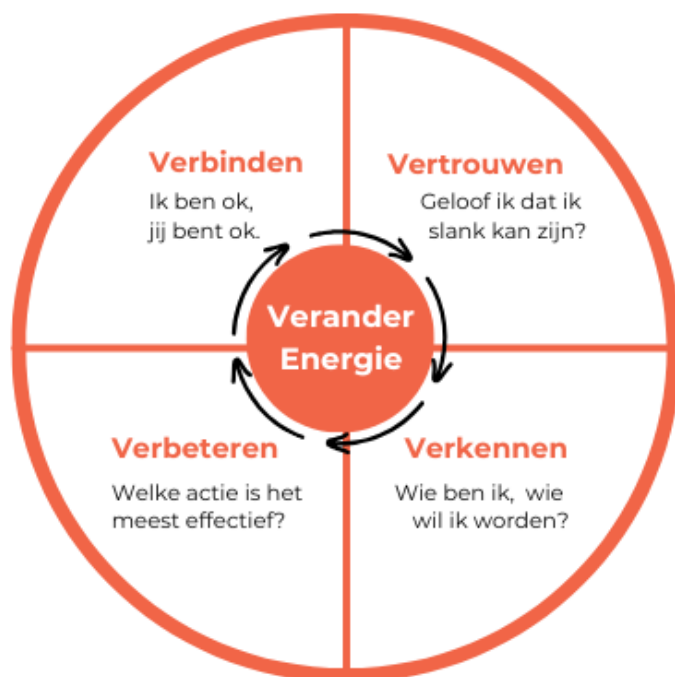 Verbinden
Ik ben ok,
jij bent ok.
Vertrouwen
Geloof ik dat ik
slank kan zijn?
Verander
Energie
Verbeteren
Welke actie is het
meest effectief?
Verkennen
Wie ben ik, wie
wil ik worden?